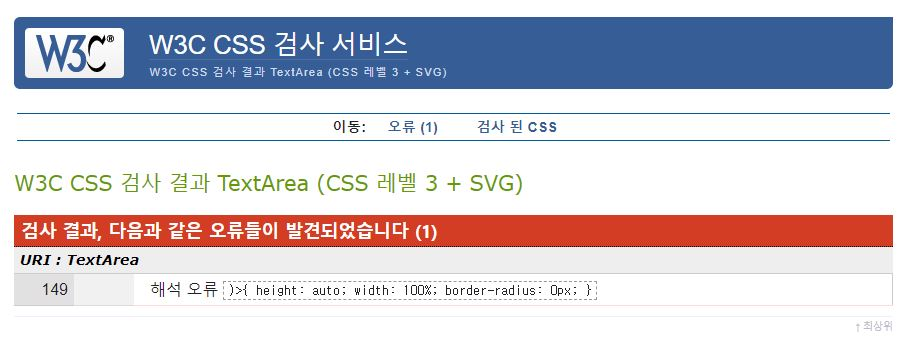 W3C® W3C CSS 검사 서비스
W3C CSS 검사 결과 TextArea (CSS 레벨 3 + SVG)
이동: 오류 (1) 검사 된 CSS
W3C CSS 검사 결과 TextArea (CSS 레벨 3 + SVG)
검사 결과, 다음과 같은 오류들이 발견되었습니다 (1)
URI : TextArea
149 해석 오류 )>{ height: auto; width: 100%; border-radius: 0px; }
↑ 최상위